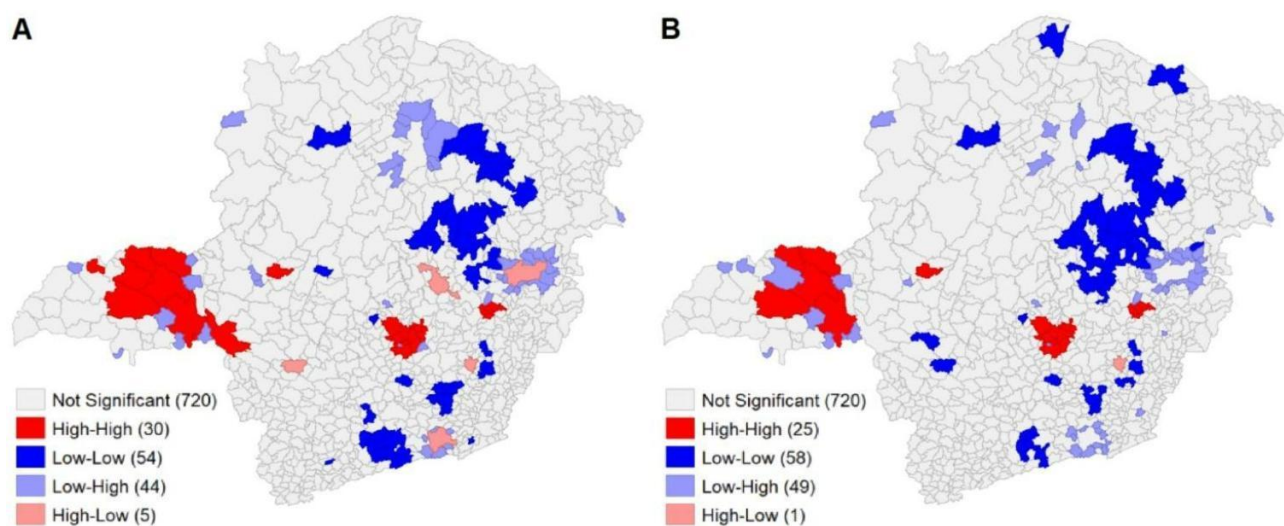 A
B
Not Significant (720)
High-High (30)
Low-Low (54)
Low-High (44)
High-Low (5)
Not Significant (720)
High-High (25)
Low-Low (58)
Low-High (49)
High-Low (1)